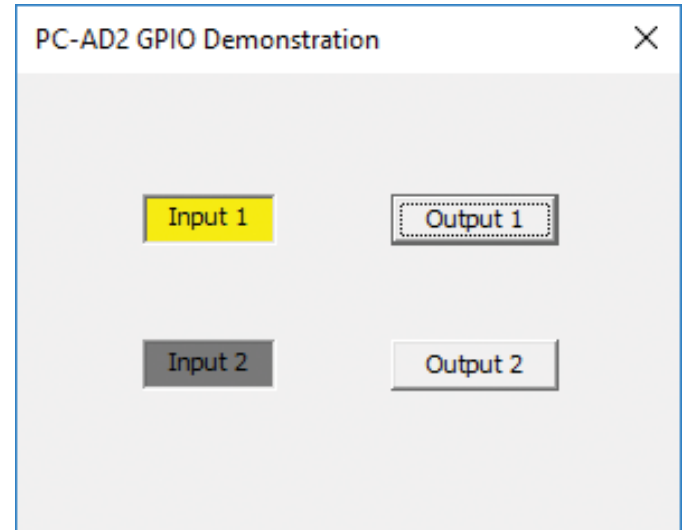 PC-AD2 GPIO Demonstration
Input 1
Output 1
Input 2
Output 2